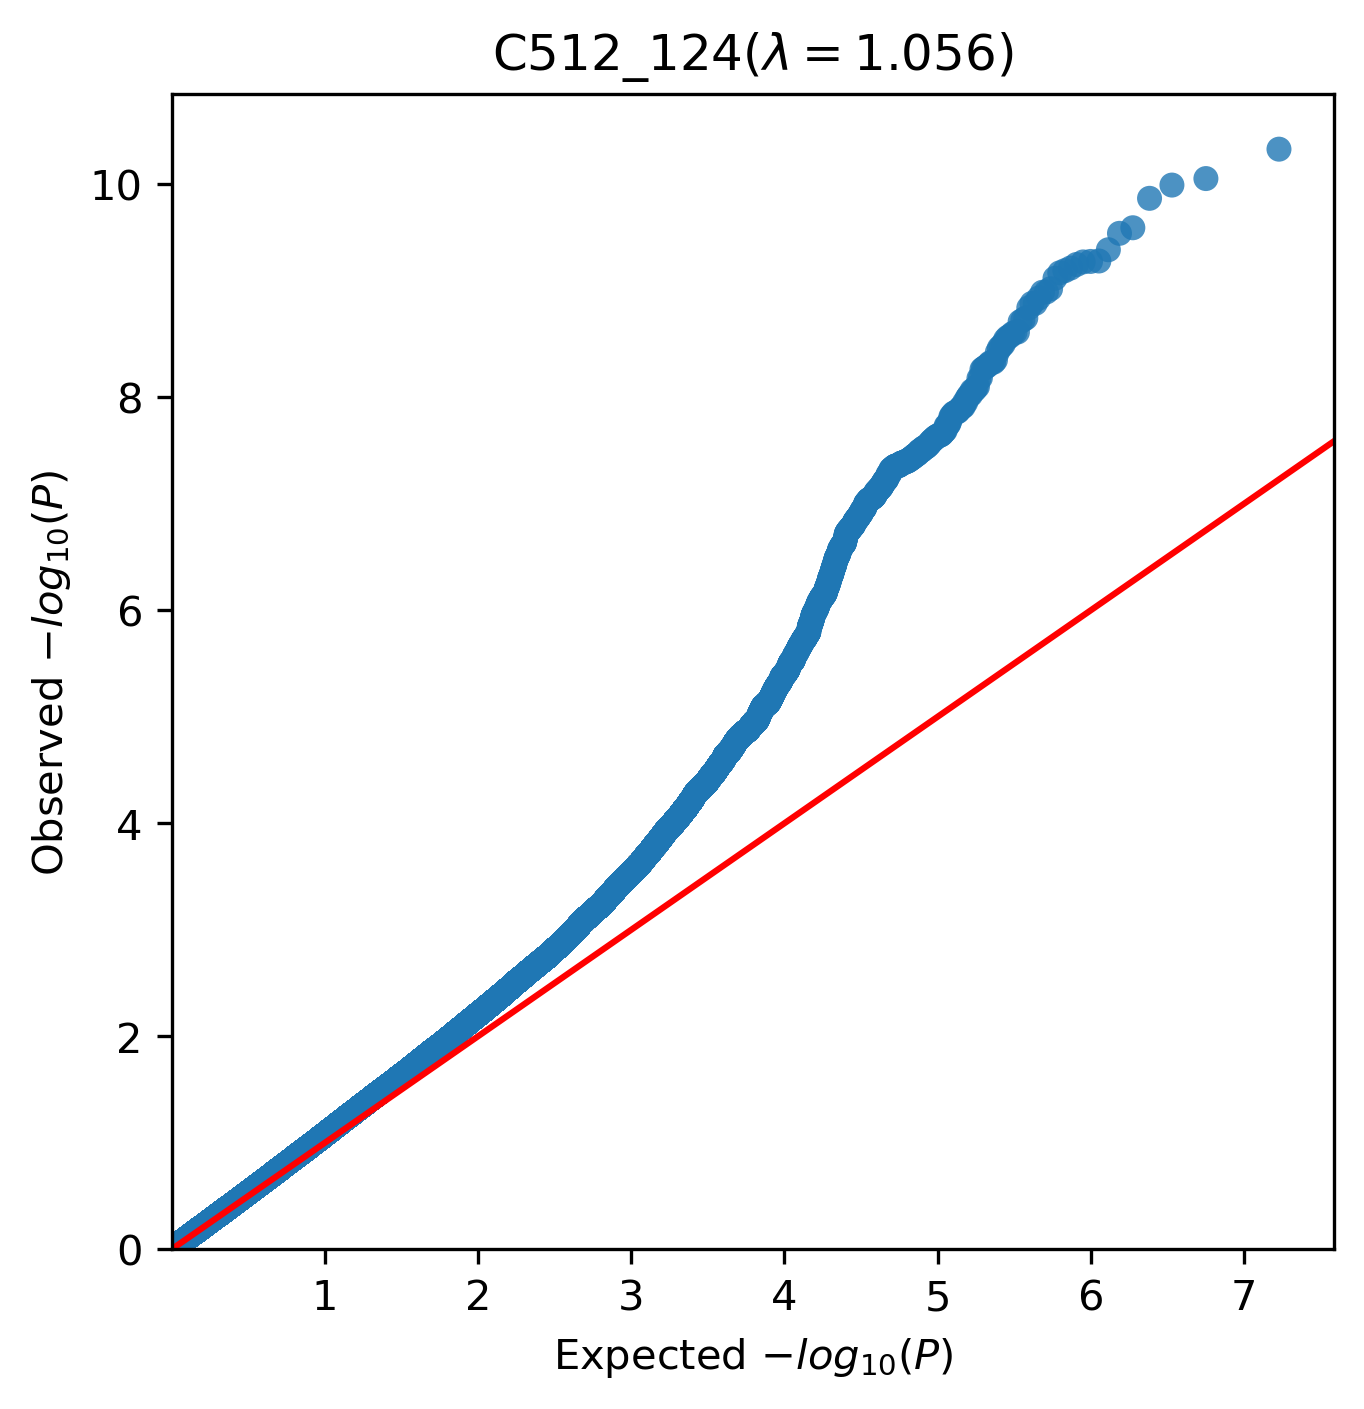 C512_124(λ = 1.056)
Observed −log₁₀(P)
10
8
6
4
2
0
1 2 3 4 5 6 7
Expected −log₁₀(P)